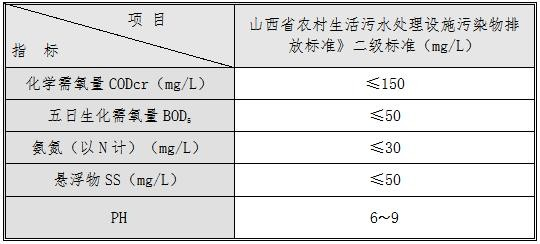 项 目
指 标
山西省农村生活污水处理设施污染物排
放标准》二级标准（mg/L）
化学需氧量 CODcr（mg/L） ≤150
五日生化需氧量 BOD₅ ≤50
氨氮（以 N 计）（mg/L） ≤30
悬浮物 SS（mg/L） ≤50
PH 6～9